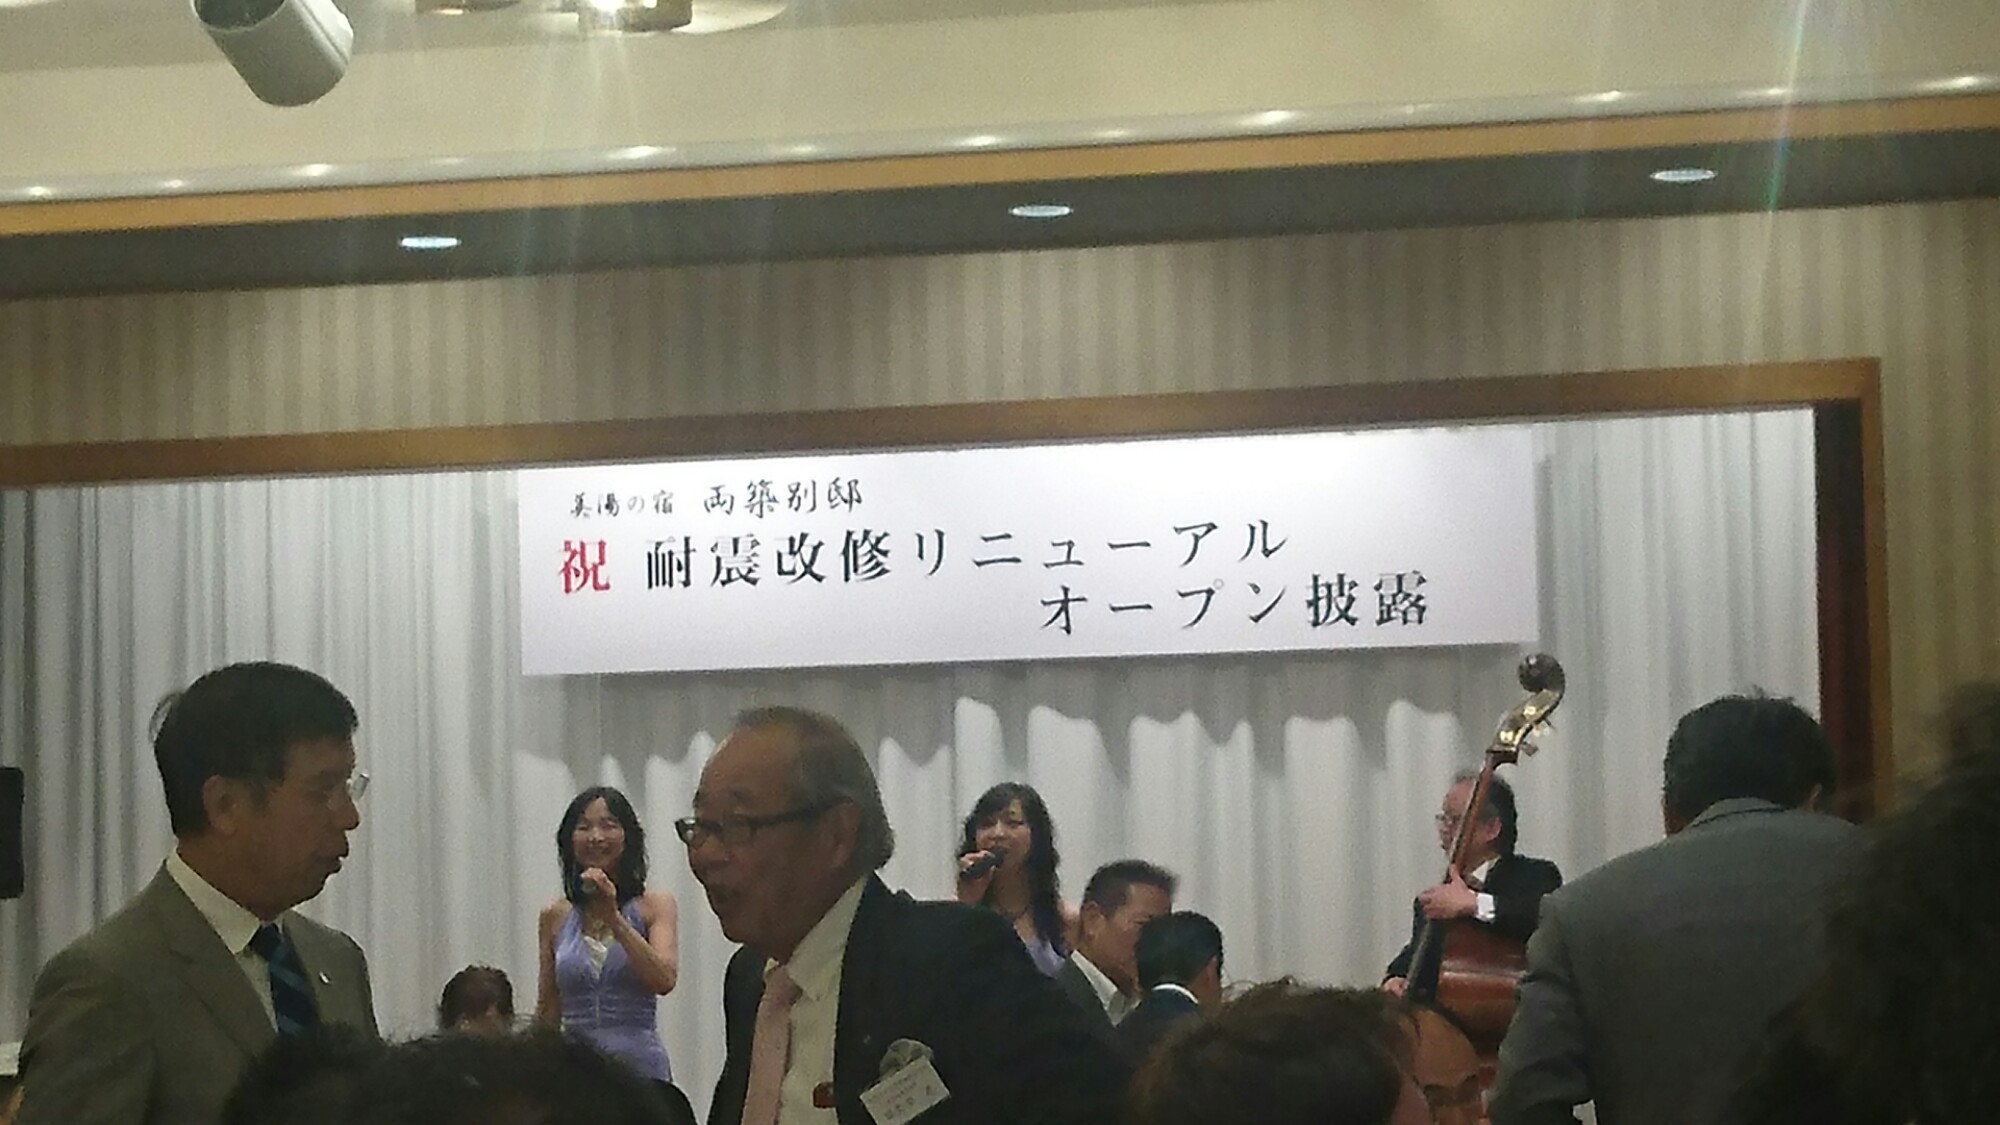 美湯の宿 両築別邸
祝 耐震改修リニューアル
オープン披露